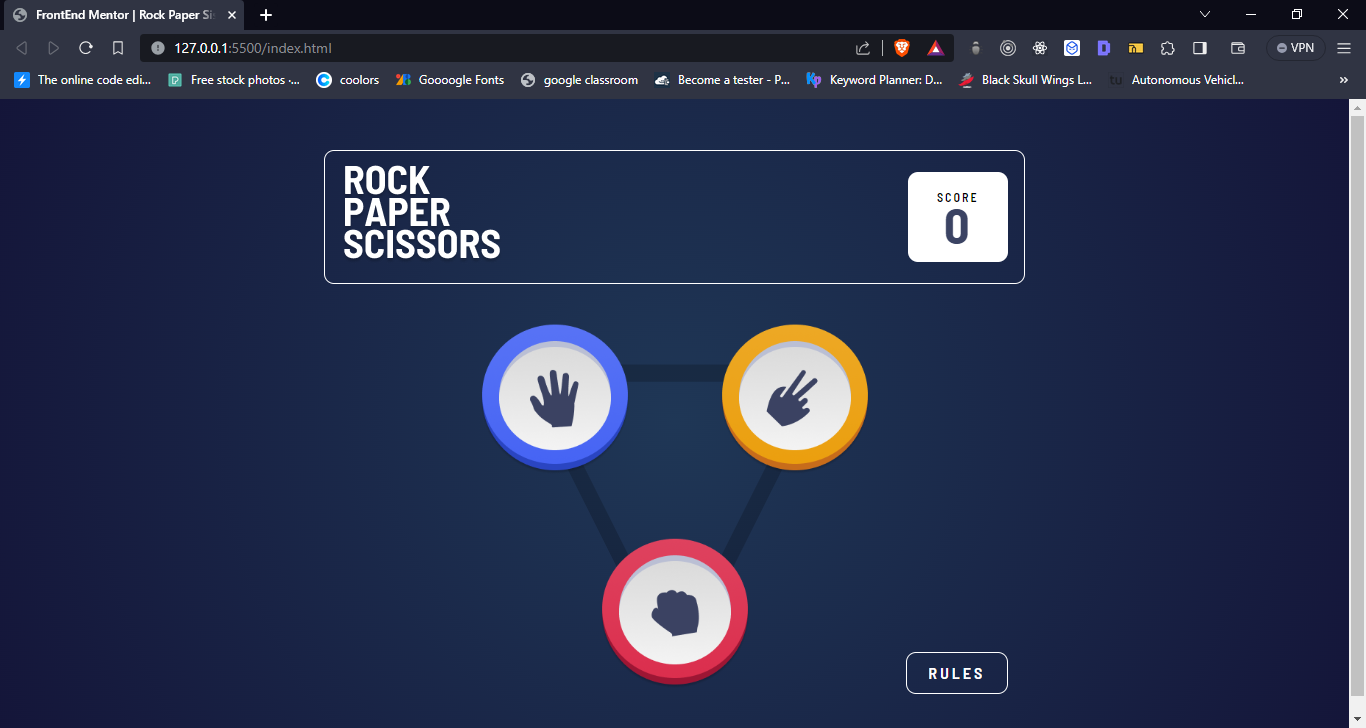 FrontEnd Mentor | Rock Paper Sc
127.0.0.1:5500/index.html
VPN
The online code edi...
Free stock photos ·...
coolors
Goooogle Fonts
google classroom
Become a tester - P...
Keyword Planner: D...
Black Skull Wings L...
Autonomous Vehicl...
ROCK
PAPER
SCISSORS
SCORE
0
RULES